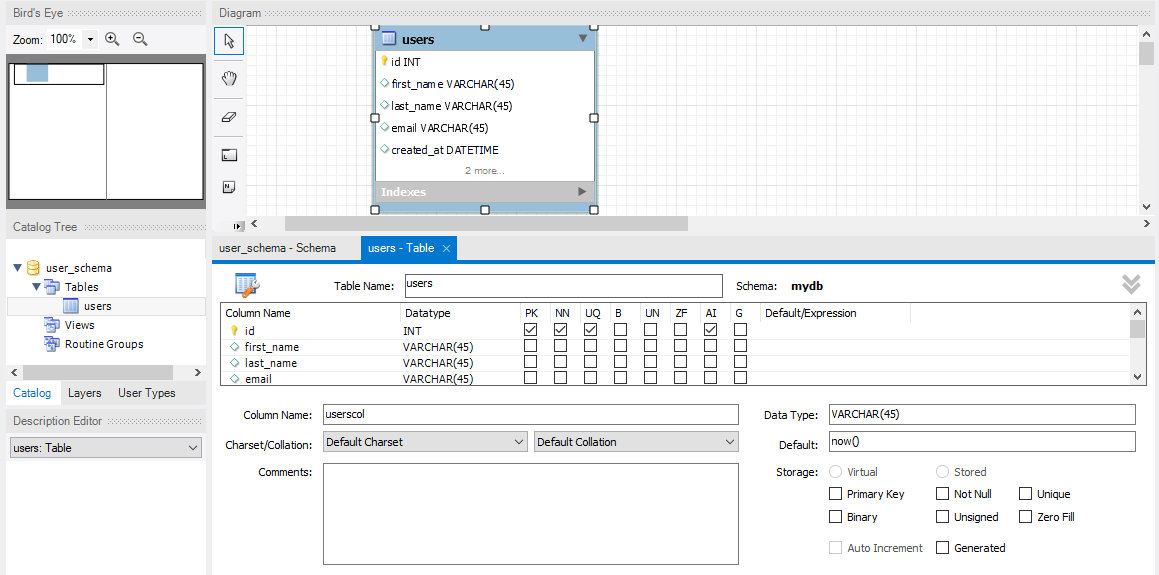 Bird's Eye
Zoom: 100%
Diagram
users
id INT
first_name VARCHAR(45)
last_name VARCHAR(45)
email VARCHAR(45)
created_at DATETIME
2 more...
Indexes
Catalog Tree
user_schema
Tables
users
Views
Routine Groups
Catalog Layers User Types
Description Editor
users: Table
user_schema - Schema users - Table
Table Name: users Schema: mydb
Column Name Datatype PK NN UQ B UN ZF AI G Default/Expression
id INT
first_name VARCHAR(45)
last_name VARCHAR(45)
email VARCHAR(45)
Column Name: userscol Data Type: VARCHAR(45)
Charset/Collation: Default Charset Default Collation Default: now()
Comments: Storage: Virtual Stored
Primary Key Not Null Unique
Binary Unsigned Zero Fill
Auto Increment Generated